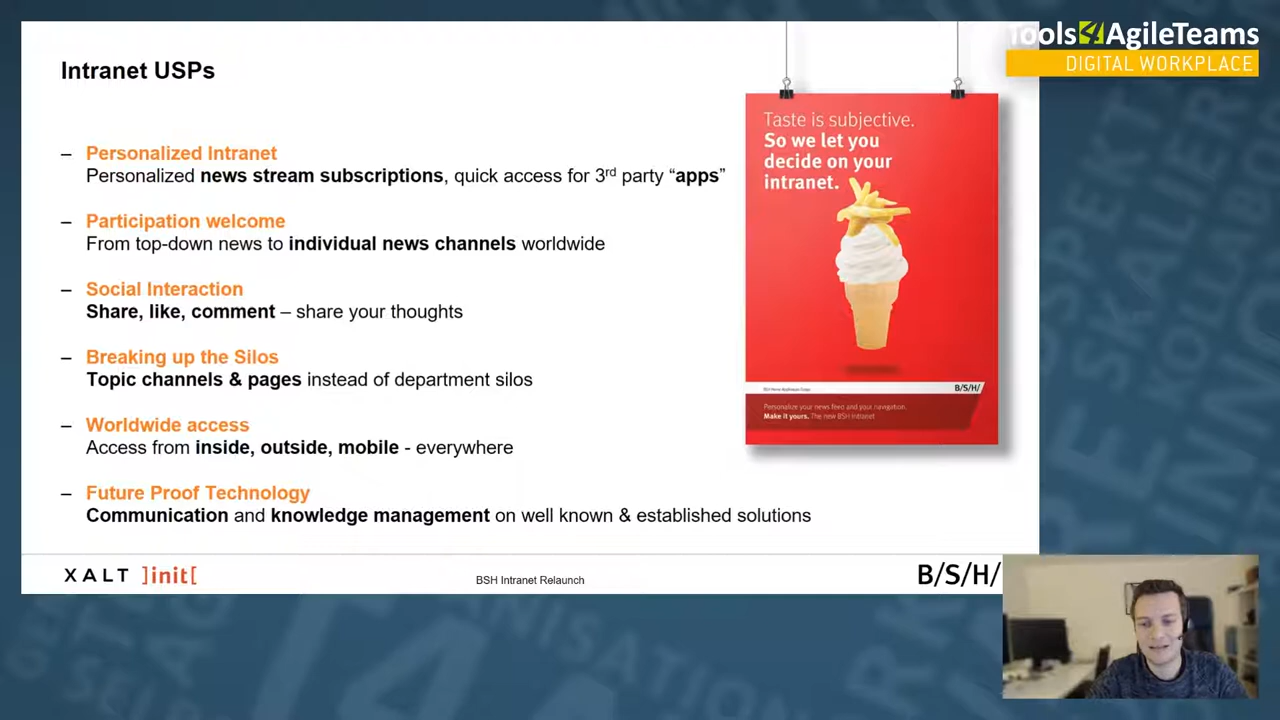 Tools4AgileTeams
DIGITAL WORKPLACE
Intranet USPs
– Personalized Intranet
Personalized news stream subscriptions, quick access for 3rd party “apps”
– Participation welcome
From top-down news to individual news channels worldwide
– Social Interaction
Share, like, comment – share your thoughts
– Breaking up the Silos
Topic channels & pages instead of department silos
– Worldwide access
Access from inside, outside, mobile - everywhere
– Future Proof Technology
Communication and knowledge management on well known & established solutions
Taste is subjective.
So we let you
decide on your
intranet.
BSH Home Appliances Group
B/S/H/
Personalize your news feed and your navigation.
Make it yours. The new BSH Intranet
XALT ]init[
BSH Intranet Relaunch
B/S/H/